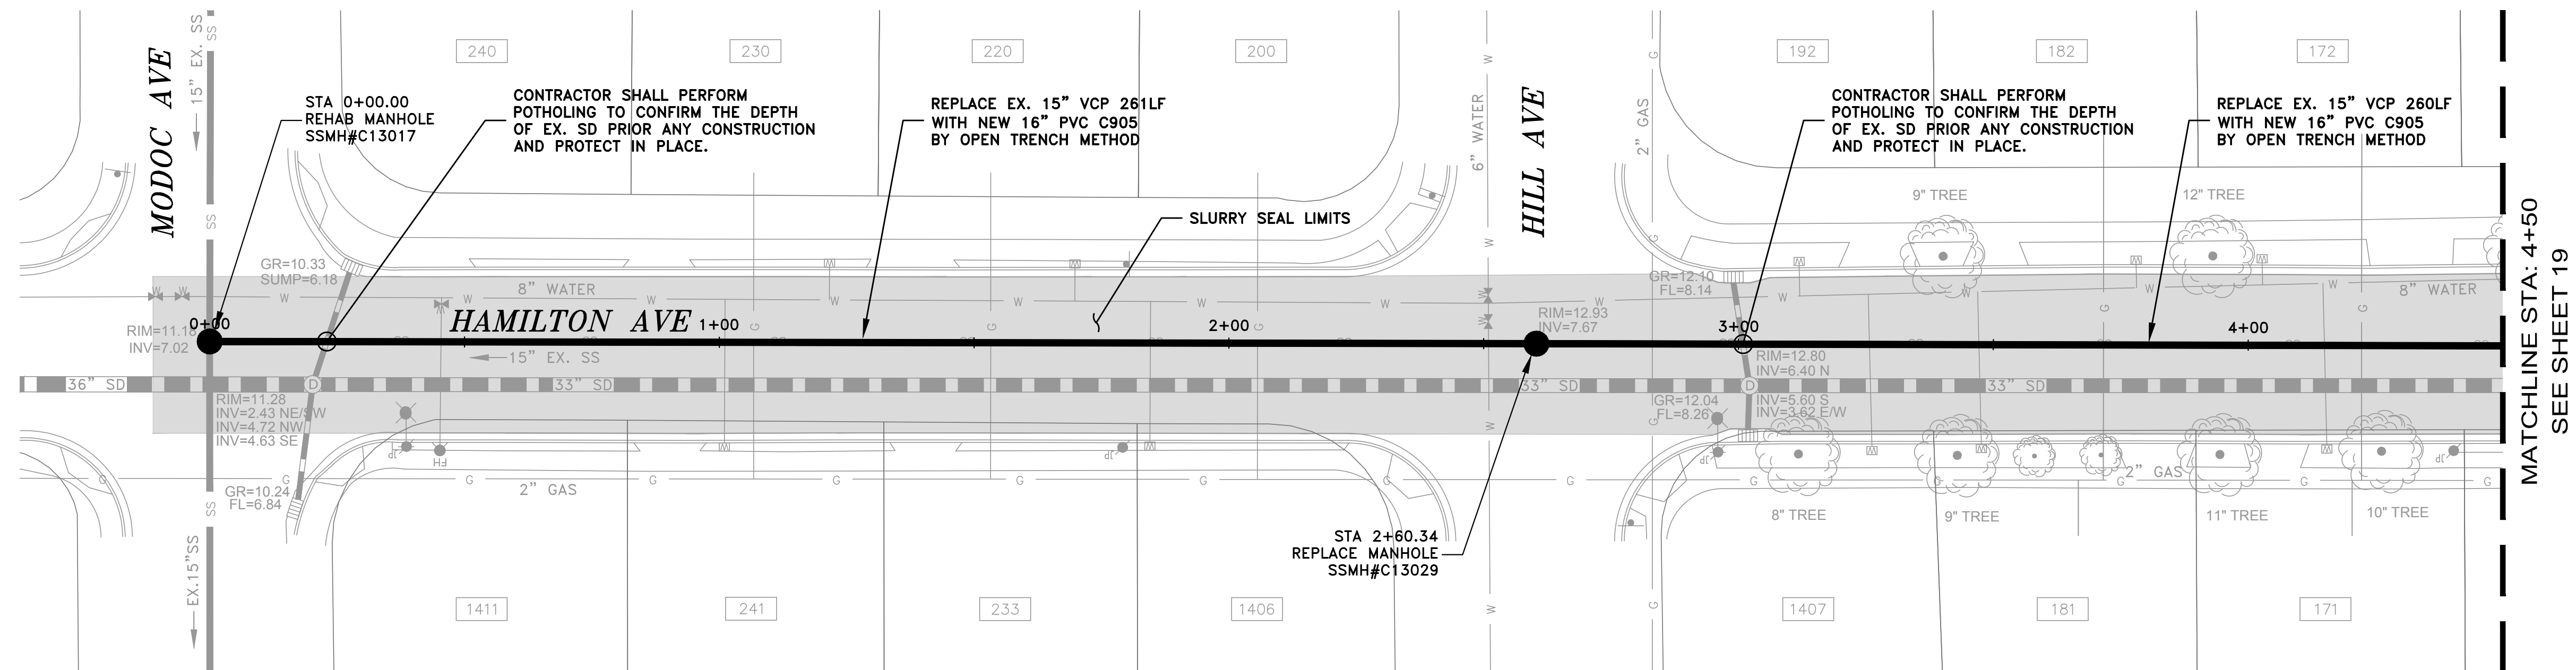 MODOC AVE
15" EX. SS
SS
240
230
220
200
192
182
172
STA 0+00.00
REHAB MANHOLE
SSMH#C13017
CONTRACTOR SHALL PERFORM
POTHOLING TO CONFIRM THE DEPTH
OF EX. SD PRIOR ANY CONSTRUCTION
AND PROTECT IN PLACE.
REPLACE EX. 15" VCP 261LF
WITH NEW 16" PVC C905
BY OPEN TRENCH METHOD
6" WATER
HILL AVE
2" GAS
CONTRACTOR SHALL PERFORM
POTHOLING TO CONFIRM THE DEPTH
OF EX. SD PRIOR ANY CONSTRUCTION
AND PROTECT IN PLACE.
REPLACE EX. 15" VCP 260LF
WITH NEW 16" PVC C905
BY OPEN TRENCH METHOD
SLURRY SEAL LIMITS
9" TREE
12" TREE
GR=10.33
SUMP=6.18
8" WATER
GR=12.10
FL=8.14
8" WATER
RIM=11.18
INV=7.02
0+00
HAMILTON AVE
1+00
2+00
RIM=12.93
INV=7.67
3+00
4+00
15" EX. SS
RIM=12.80
INV=6.40 N
36" SD
33" SD
33" SD
33" SD
RIM=11.28
INV=2.43 NE/SW
INV=4.72 NW
INV=4.63 SE
GR=12.04
FL=8.26
INV=5.60 S
INV=3.62 E/W
JP
FH
JP
JP
JP
GR=10.24
FL=6.84
2" GAS
2" GAS
8" TREE
9" TREE
11" TREE
10" TREE
STA 2+60.34
REPLACE MANHOLE
SSMH#C13029
EX.15"SS
1411
241
233
1406
1407
181
171
MATCHLINE STA: 4+50
SEE SHEET 19